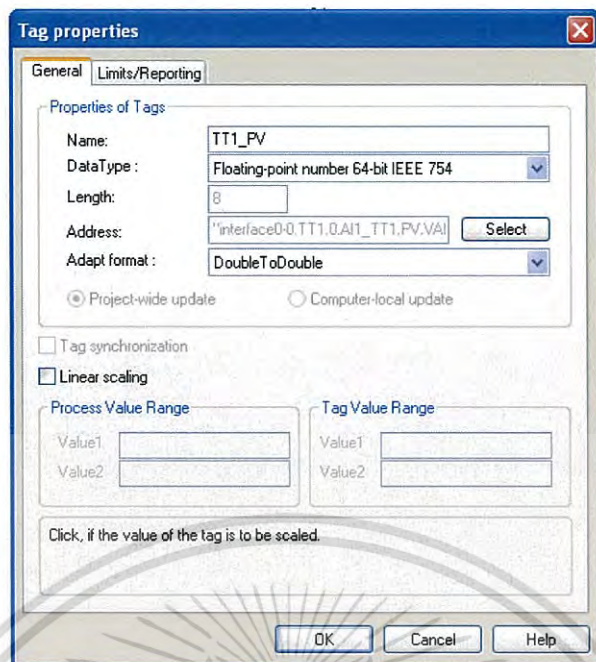 Tag properties
General Limits/Reporting
Properties of Tags
Name: TT1_PV
DataType : Floating-point number 64-bit IEEE 754
Length: 8
Address: "interface0-0,TT1,0,AI1_TT1,PV,VAl Select
Adapt format : DoubleToDouble
Project-wide update Computer-local update
Tag synchronization
Linear scaling
Process Value Range Tag Value Range
Value1 Value1
Value2 Value2
Click, if the value of the tag is to be scaled.
OK Cancel Help